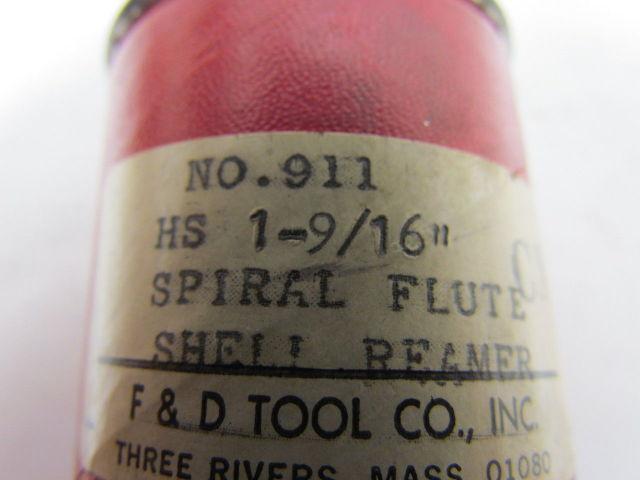 NO.911
HS 1-9/16"
SPIRAL FLUTE
SHELL REAMER
F & D TOOL CO., INC.
THREE RIVERS, MASS. 01080